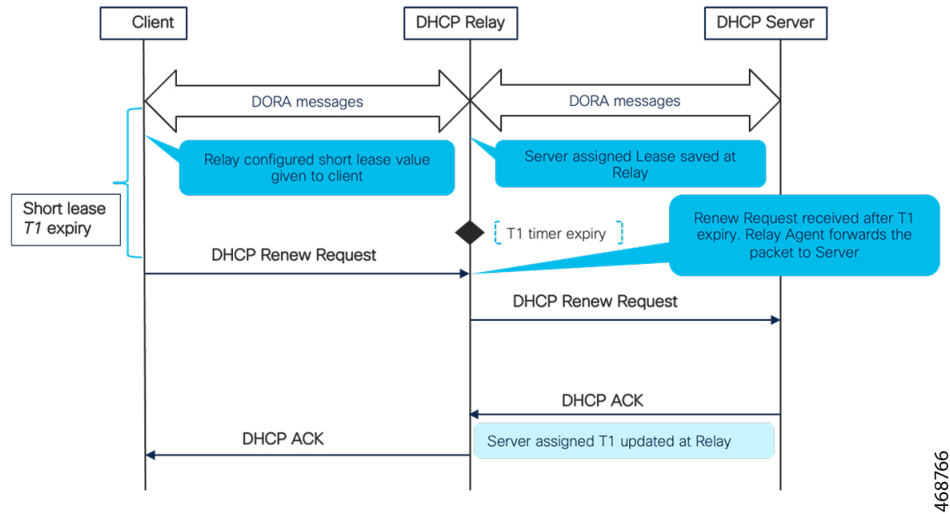 Client
DHCP Relay
DHCP Server
DORA messages
DORA messages
Relay configured short lease value
given to client
Server assigned Lease saved at
Relay
Short lease
T1 expiry
T1 timer expiry
Renew Request received after T1
expiry. Relay Agent forwards the
packet to Server
DHCP Renew Request
DHCP Renew Request
DHCP ACK
DHCP ACK
Server assigned T1 updated at Relay
468766